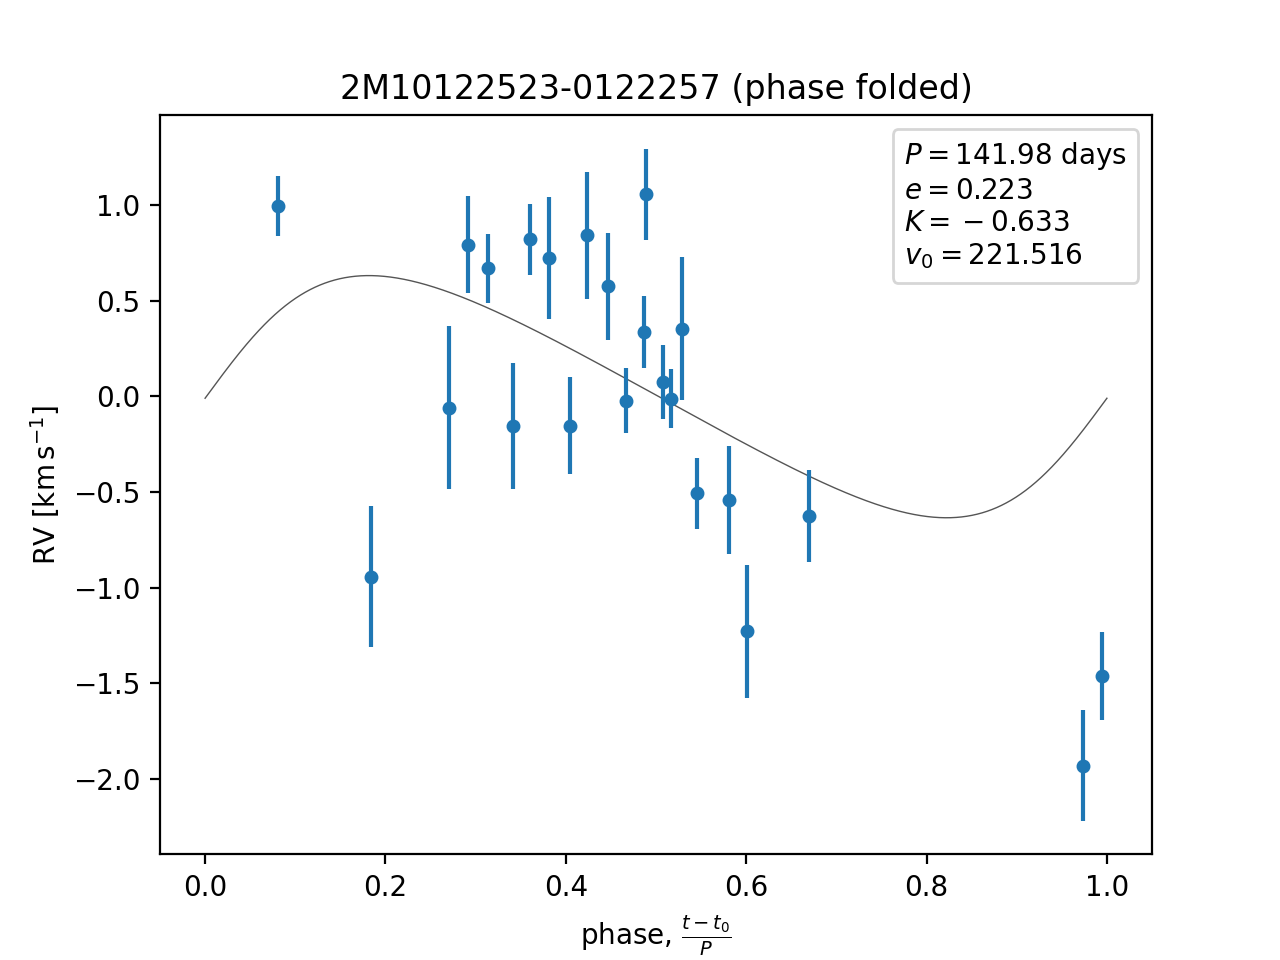 2M10122523-0122257 (phase folded)
P = 141.98 days
e = 0.223
K = − 0.633
v₀ = 221.516
RV [km s⁻¹]
1.0
0.5
0.0
−0.5
−1.0
−1.5
−2.0
0.0 0.2 0.4 0.6 0.8 1.0
phase, (t − t₀)/P